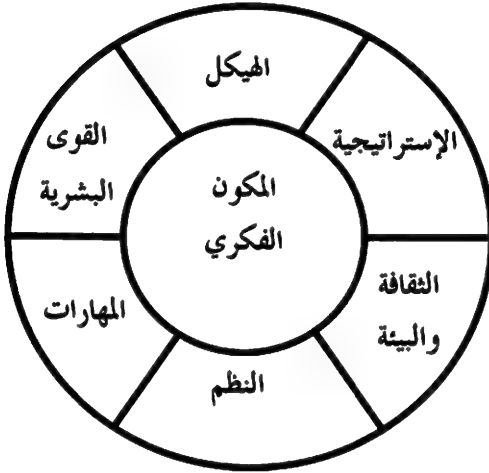 الهيكل
الإستراتيجية
القوى
البشرية
المكون
الفكري
الثقافة
والبيئة
المهارات
النظم